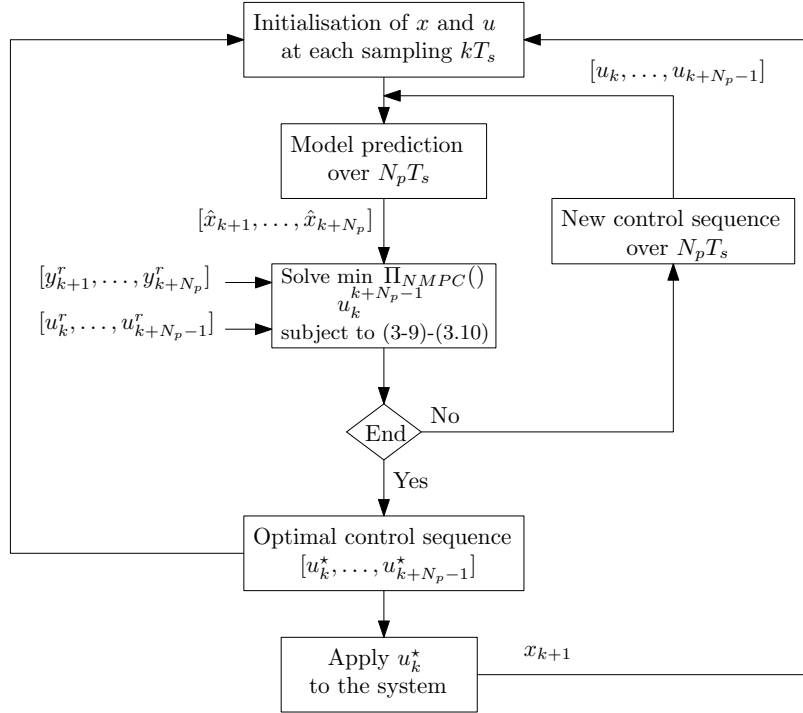 Initialisation of x and u
at each sampling kT_s
[u_k, …, u_{k+N_p−1}]
Model prediction
over N_pT_s
[x̂_{k+1}, …, x̂_{k+N_p}]
New control sequence
over N_pT_s
[y^r_{k+1}, …, y^r_{k+N_p}]
Solve min Π_{NMPC}()
u_k^{k+N_p−1}
[u^r_k, …, u^r_{k+N_p−1}]
subject to (3-9)-(3.10)
End
No
Yes
Optimal control sequence
[u^⋆_k, …, u^⋆_{k+N_p−1}]
Apply u^⋆_k
to the system
x_{k+1}